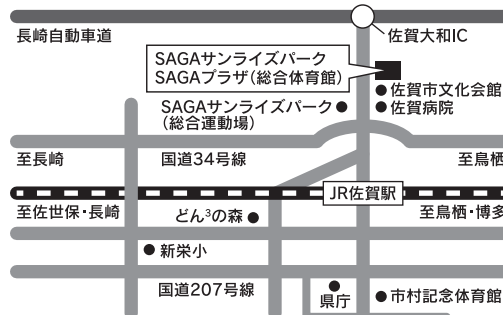 長崎自動車道
佐賀大和IC
SAGAサンライズパーク
SAGAプラザ(総合体育館)
佐賀市文化会館
SAGAサンライズパーク
(総合運動場)
佐賀病院
至長崎
国道34号線
至鳥栖
JR佐賀駅
至佐世保・長崎
どん³の森
至鳥栖・博多
新栄小
国道207号線
県庁
市村記念体育館